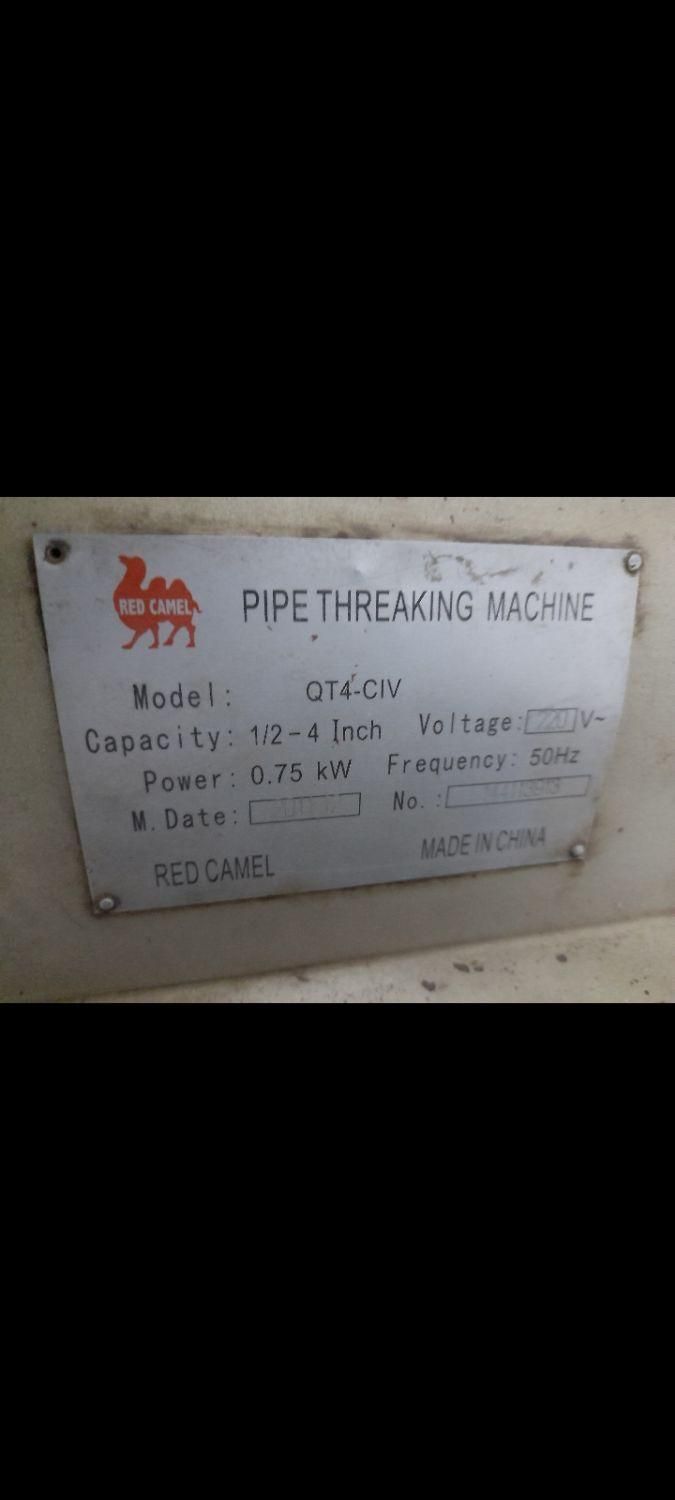 RED CAMEL
PIPE THREAKING MACHINE
Model: QT4-CIV
Capacity: 1/2-4 Inch Voltage: 220 V~
Power: 0.75 kW Frequency: 50Hz
M.Date: No.:
RED CAMEL MADE IN CHINA